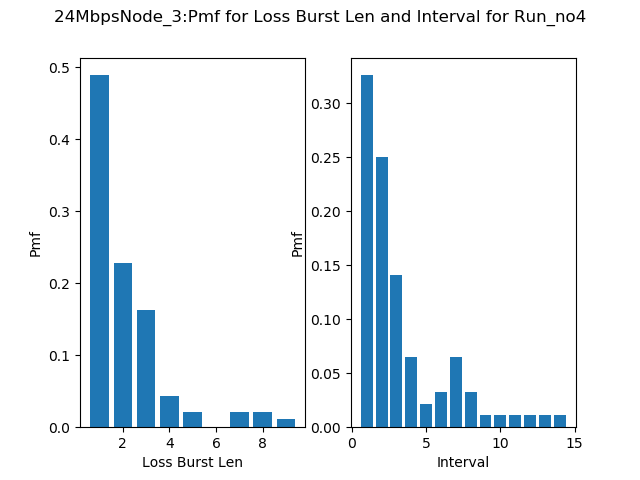 24MbpsNode_3:Pmf for Loss Burst Len and Interval for Run_no4
0.5
0.4
0.3
0.2
0.1
0.0
Pmf
2 4 6 8
Loss Burst Len
0.30
0.25
0.20
0.15
0.10
0.05
0.00
Pmf
0 5 10 15
Interval